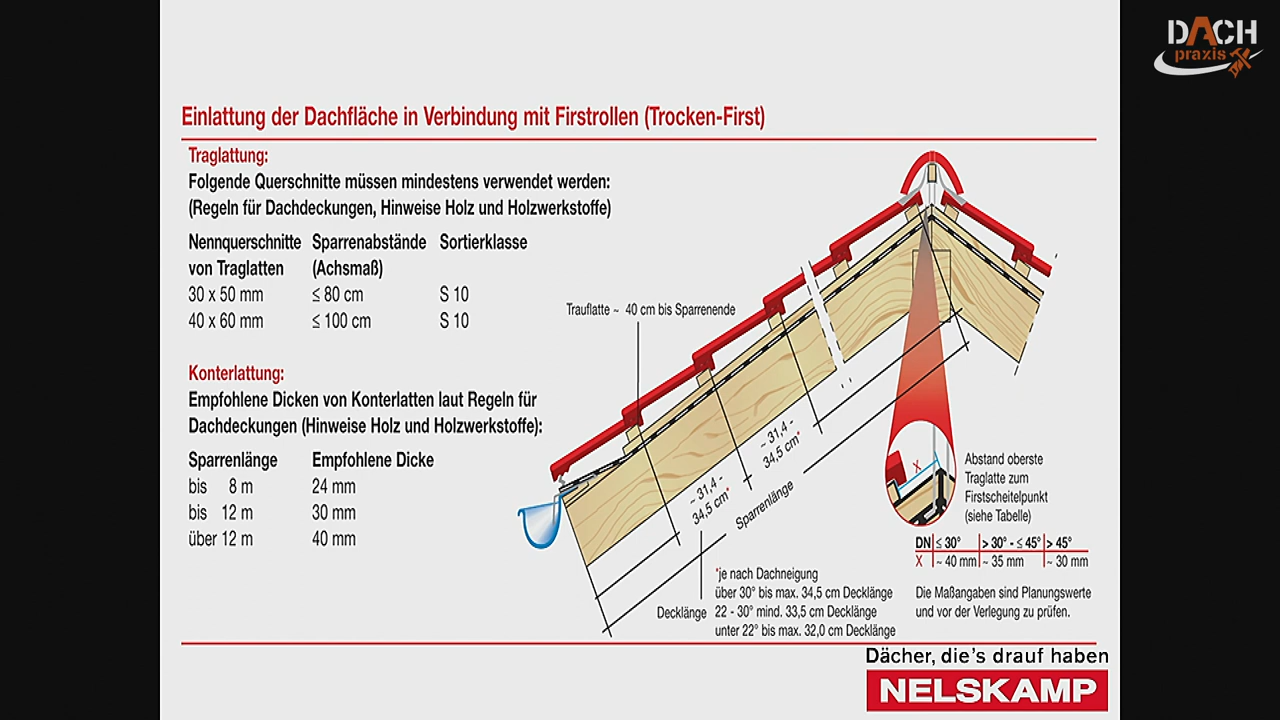 DACH
praxis
Einlattung der Dachfläche in Verbindung mit Firstrollen (Trocken-First)
Traglattung:
Folgende Querschnitte müssen mindestens verwendet werden:
(Regeln für Dachdeckungen, Hinweise Holz und Holzwerkstoffe)
Nennquerschnitte Sparrenabstände Sortierklasse
von Traglatten (Achsmaß)
30 x 50 mm ≤ 80 cm S 10
40 x 60 mm ≤ 100 cm S 10
Konterlattung:
Empfohlene Dicken von Konterlatten laut Regeln für
Dachdeckungen (Hinweise Holz und Holzwerkstoffe):
Sparrenlänge Empfohlene Dicke
bis 8 m 24 mm
bis 12 m 30 mm
über 12 m 40 mm
Trauflatte ~ 40 cm bis Sparrenende
~ 31,4 -
34,5 cm*
~ 31,4 -
34,5 cm*
Sparrenlänge
Decklänge
*je nach Dachneigung
über 30° bis max. 34,5 cm Decklänge
22 - 30° mind. 33,5 cm Decklänge
unter 22° bis max. 32,0 cm Decklänge
X
Abstand oberste
Traglatte zum
Firstscheitelpunkt
(siehe Tabelle)
DN ≤ 30° > 30° - ≤ 45° > 45°
X ~ 40 mm ~ 35 mm ~ 30 mm
Die Maßangaben sind Planungswerte
und vor der Verlegung zu prüfen.
Dächer, die's drauf haben
NELSKAMP